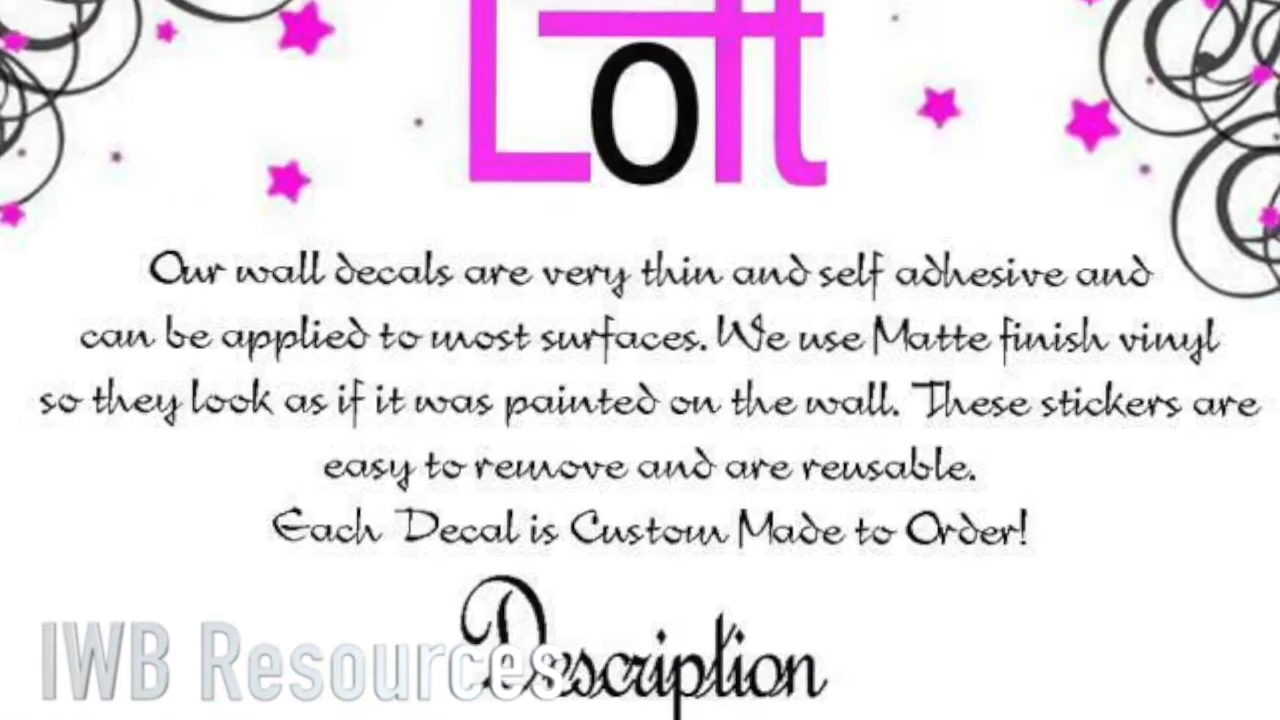 Loft
Our wall decals are very thin and self adhesive and
can be applied to most surfaces. We use Matte finish vinyl
so they look as if it was painted on the wall. These stickers are
easy to remove and are reusable.
Each Decal is Custom Made to Order!
Description
IWB Resources